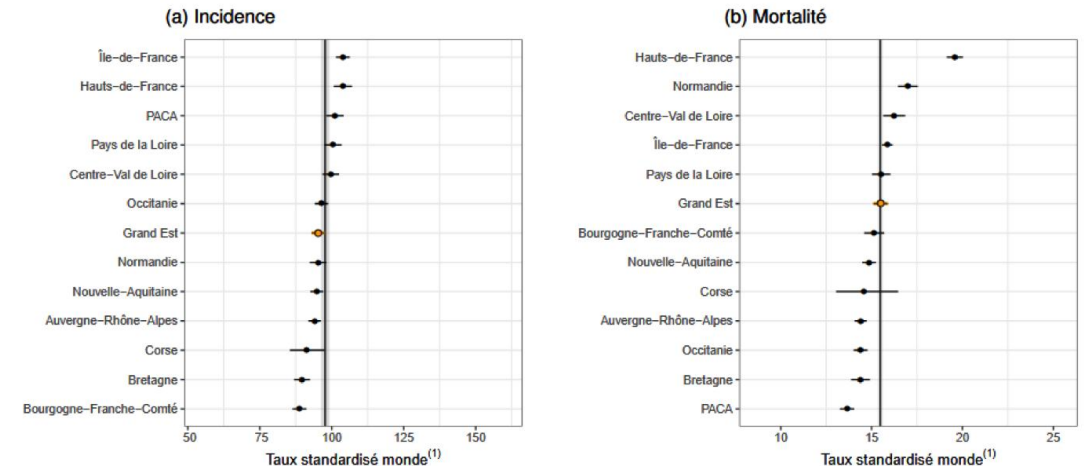 (a) Incidence
Île−de−France
Hauts−de−France
PACA
Pays de la Loire
Centre−Val de Loire
Occitanie
Grand Est
Normandie
Nouvelle−Aquitaine
Auvergne−Rhône−Alpes
Corse
Bretagne
Bourgogne−Franche−Comté
50 75 100 125 150
Taux standardisé monde(1)
(b) Mortalité
Hauts−de−France
Normandie
Centre−Val de Loire
Île−de−France
Pays de la Loire
Grand Est
Bourgogne−Franche−Comté
Nouvelle−Aquitaine
Corse
Auvergne−Rhône−Alpes
Occitanie
Bretagne
PACA
10 15 20 25
Taux standardisé monde(1)